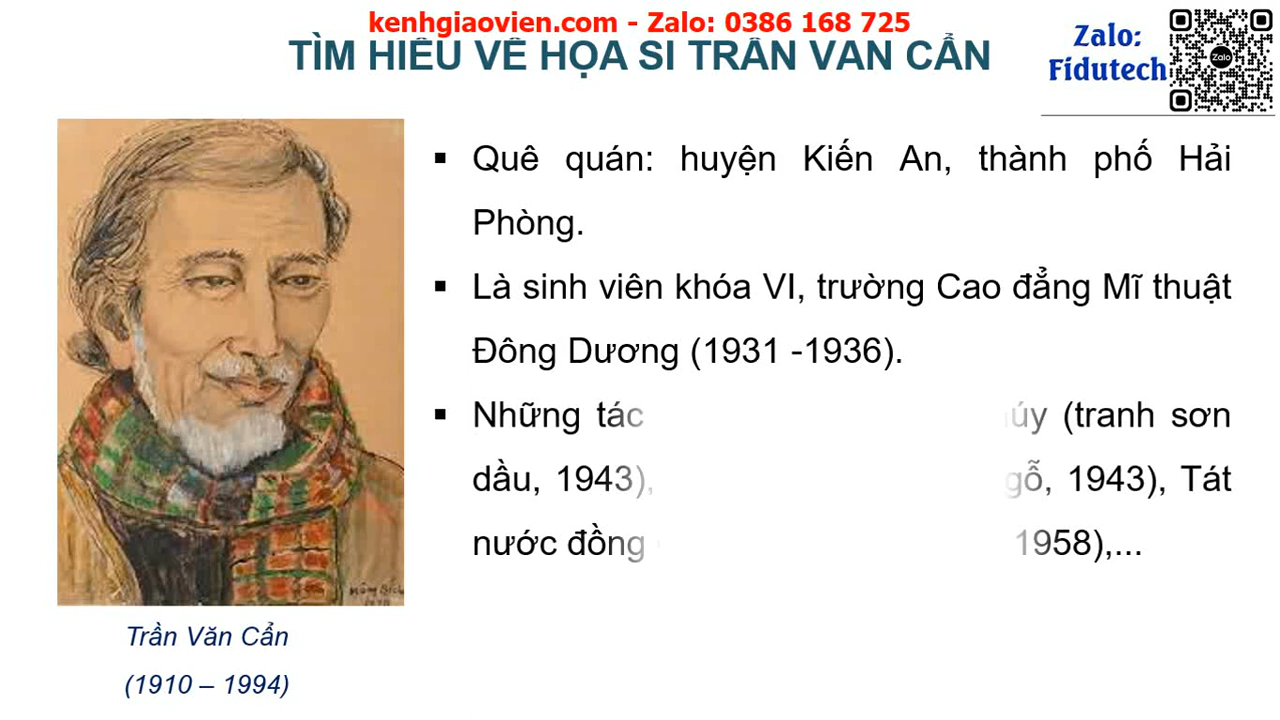 kenhgiaovien.com - Zalo: 0386 168 725
TÌM HIỂU VỀ HỌA SĨ TRẦN VĂN CẨN
Zalo:
Fidutech
Zalo
Quê quán: huyện Kiến An, thành phố Hải
Phòng.
Là sinh viên khóa VI, trường Cao đẳng Mĩ thuật
Đông Dương (1931 -1936).
Những tác (tranh sơn
dầu, 1943), gỗ, 1943), Tát
nước đồng 1958),...
Trần Văn Cẩn
(1910 – 1994)